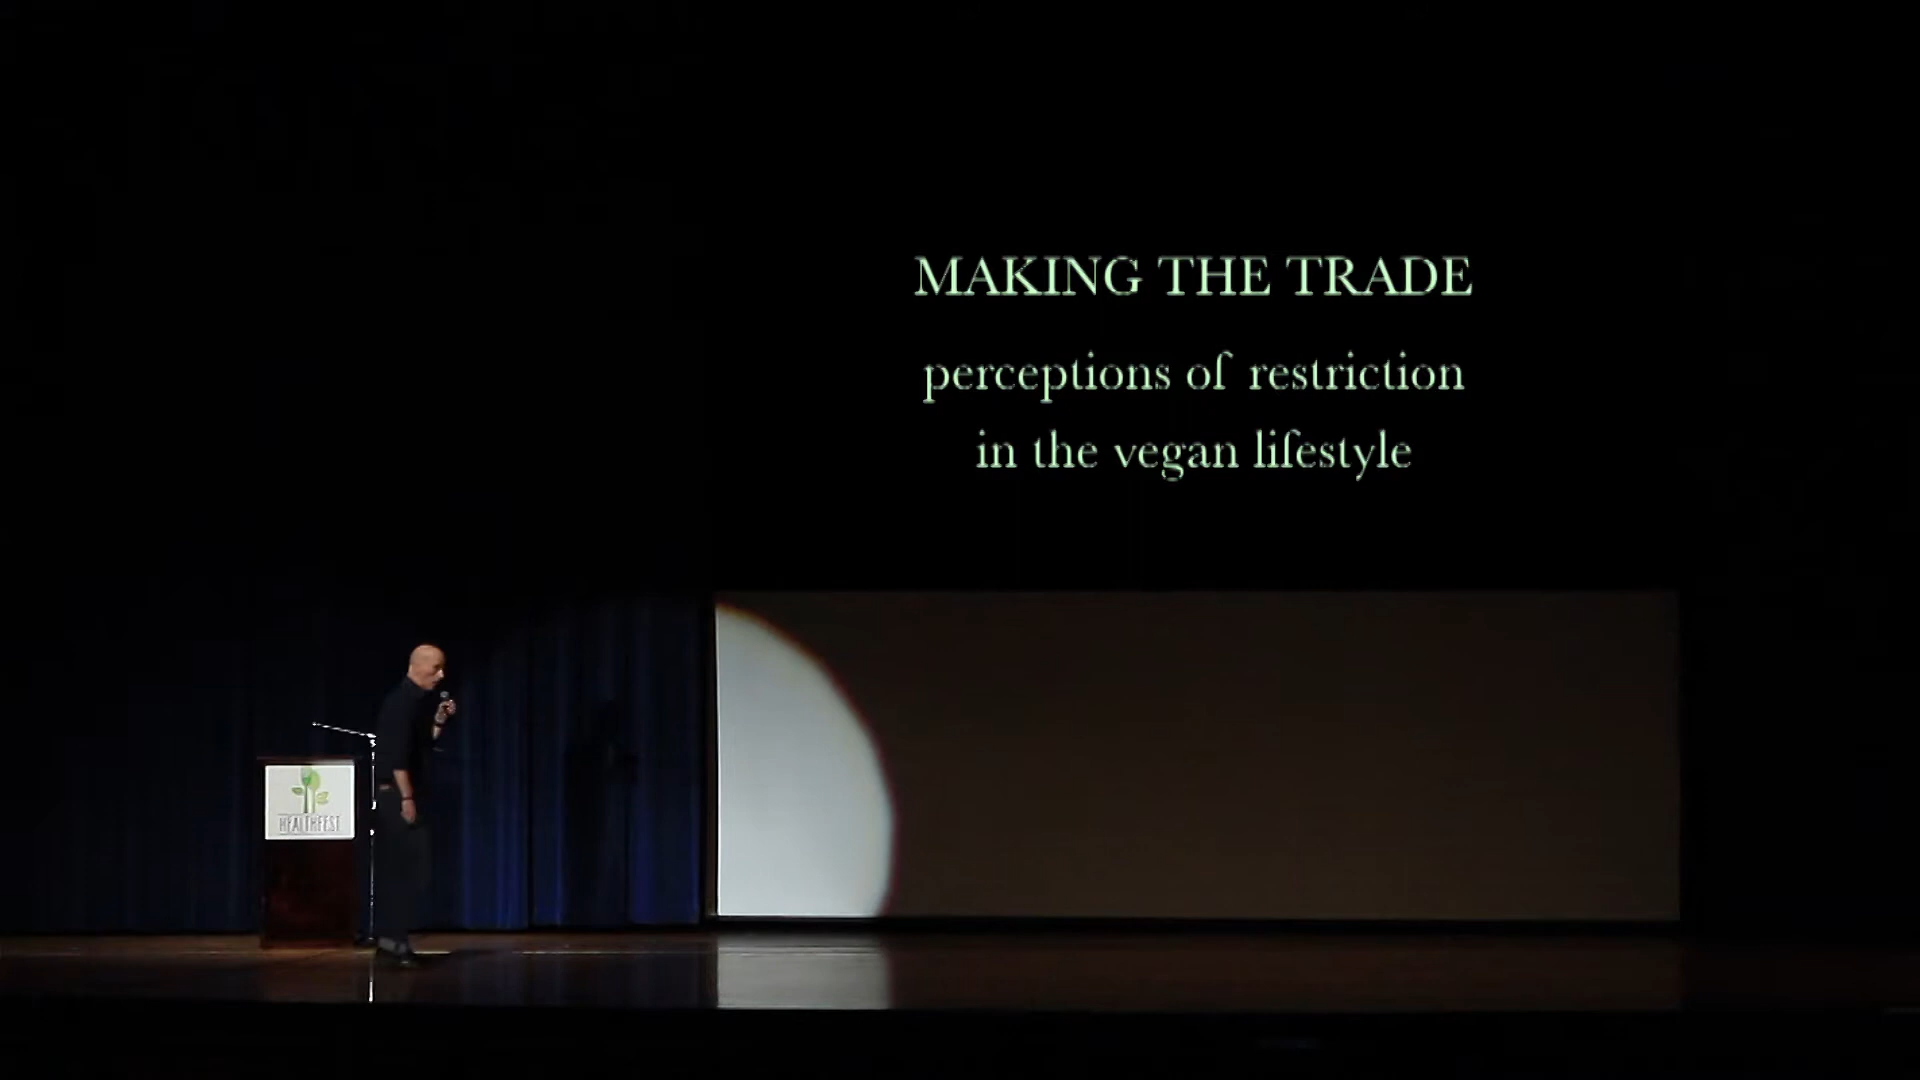 MAKING THE TRADE
perceptions of restriction
in the vegan lifestyle
HEALTHFEST